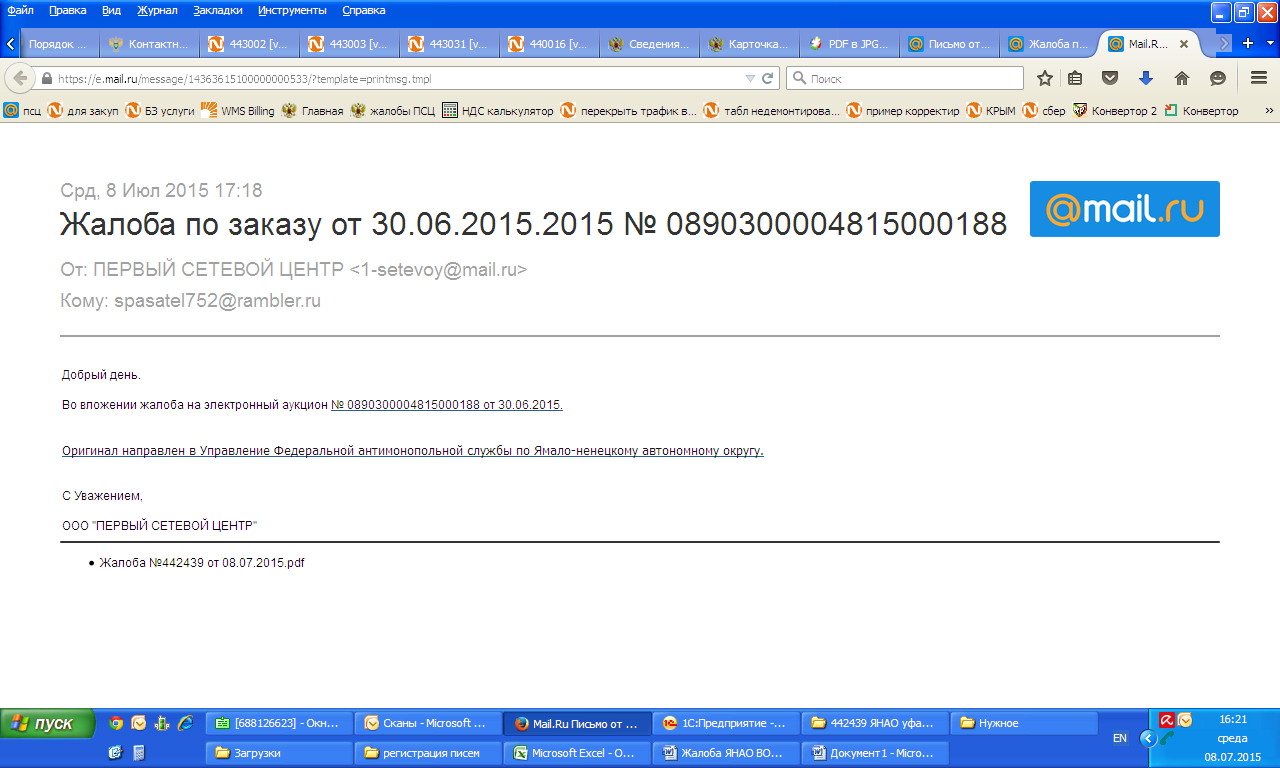 Файл Правка Вид Журнал Закладки Инструменты Справка
Порядок ... Контактн... 443002 [v... 443003 [v... 443031 [v... 440016 [v... Сведения... Карточка... PDF в JPG... Письмо от... Жалоба п... Mail.R...
https://e.mail.ru/message/14363615100000000533/?template=printmsg.tmpl Поиск
псц для закуп БЗ услуги WMS Billing Главная жалобы ПСЦ НДС калькулятор перекрыть трафик в... табл недемонтирова... пример корректир КРЫМ сбер Конвертор 2 Конвертор
Срд, 8 Июл 2015 17:18
Жалоба по заказу от 30.06.2015.2015 № 0890300004815000188
@mail.ru
От: ПЕРВЫЙ СЕТЕВОЙ ЦЕНТР <1-setevoy@mail.ru>
Кому: spasatel752@rambler.ru
Добрый день.
Во вложении жалоба на электронный аукцион № 0890300004815000188 от 30.06.2015.
Оригинал направлен в Управление Федеральной антимонопольной службы по Ямало-ненецкому автономному округу.
С Уважением,
ООО "ПЕРВЫЙ СЕТЕВОЙ ЦЕНТР"
• Жалоба №442439 от 08.07.2015.pdf
пуск [688126623] - Окн... Сканы - Microsoft ... Mail.Ru Письмо от ... 1С:Предприятие -... 442439 ЯНАО уфа... Нужное 16:21
EN среда
Загрузки регистрация писем Microsoft Excel - О... Жалоба ЯНАО ВО... Документ1 - Micro... 08.07.2015